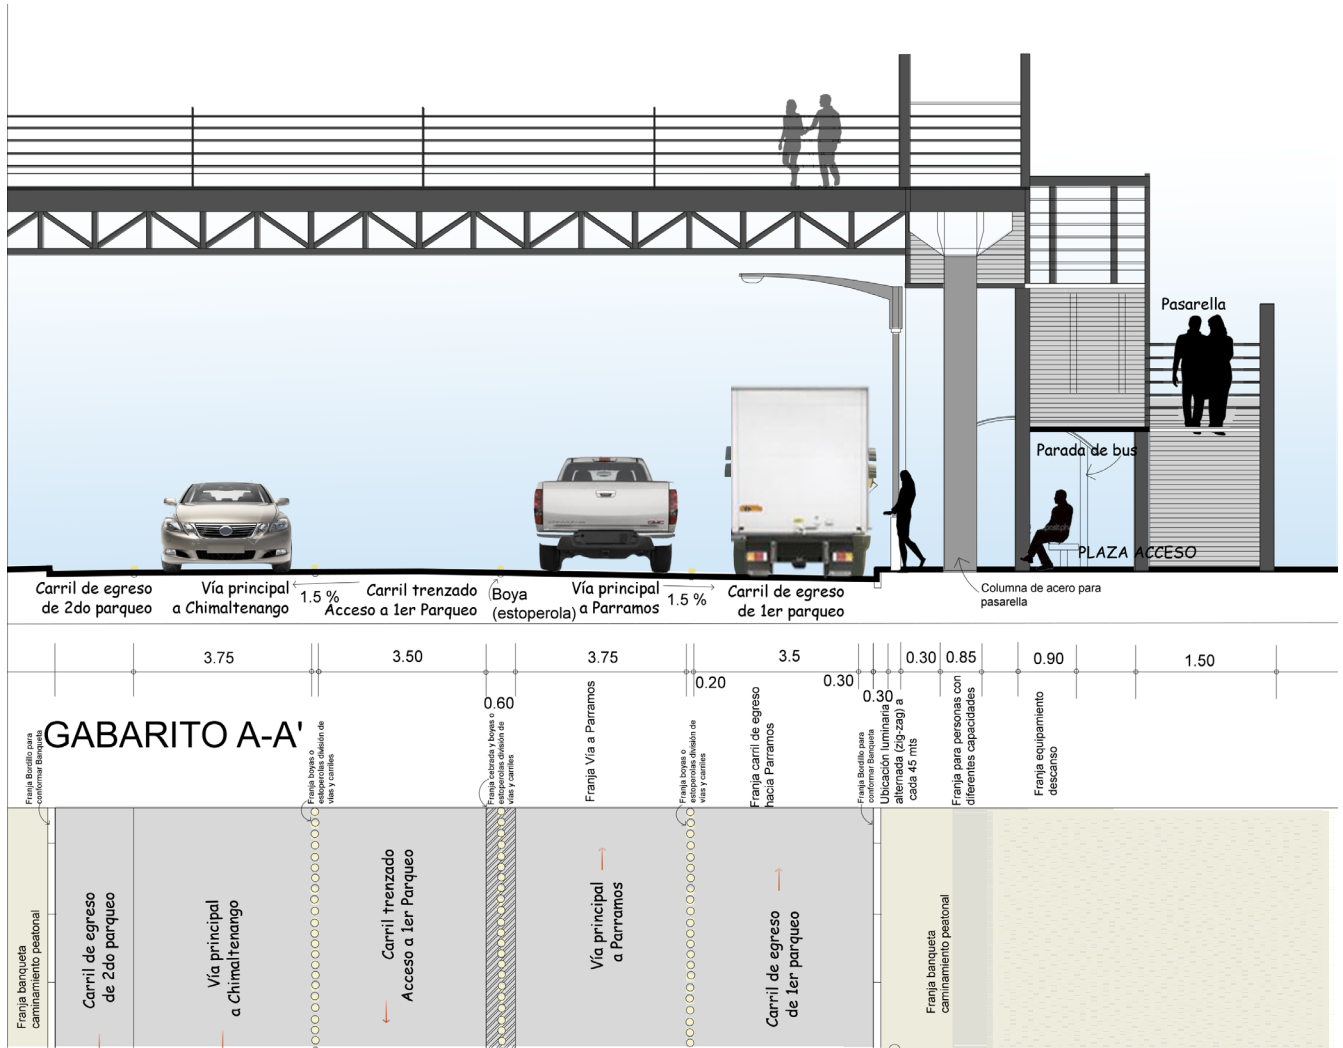 Pasarella
Parada de bus
PLAZA ACCESO
Carril de egreso
de 2do parqueo
Vía principal
a Chimaltenango
1.5 %
Carril trenzado
Acceso a 1er Parqueo
Boya
(estoperola)
Vía principal
a Parramos
1.5 %
Carril de egreso
de 1er parqueo
Columna de acero para
pasarella
3.75
3.50
3.75
3.5
0.30
0.85
0.90
1.50
0.60
0.20
0.30
0.30
GABARITO A-A'
Franja Bordillo para
conformar Banqueta
Franja boyas o
estoperolas división de
vías y carriles
Franja cebrada y boyas o
estoperolas división de
vías y carriles
Franja Vía a Parramos
Franja boyas o
estoperolas división de
vías y carriles
Franja carril de egreso
hacia Parramos
Franja Bordillo para
conformar Banqueta
Ubicación luminaria
alternada (zig-zag) a
cada 45 mts
Franja para personas con
diferentes capacidades
Franja equipamiento
descanso
Franja banqueta
caminamiento peatonal
Carril de egreso
de 2do parqueo
Vía principal
a Chimaltenango
Carril trenzado
Acceso a 1er Parqueo
Vía principal
a Parramos
Carril de egreso
de 1er parqueo
Franja banqueta
caminamiento peatonal
GMC